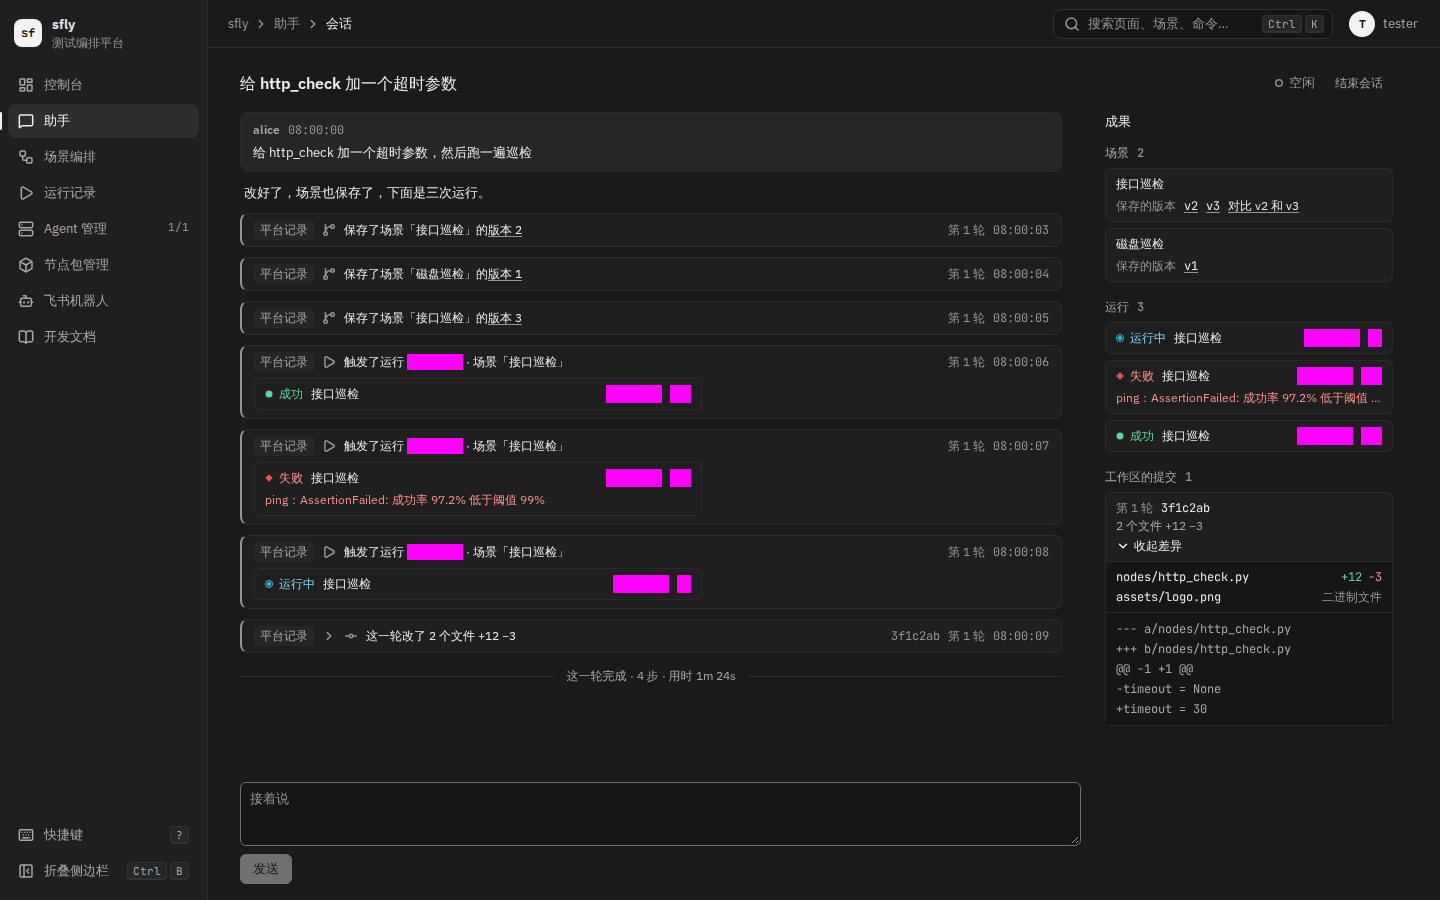 sf
sfly
测试编排平台
控制台
助手
场景编排
运行记录
Agent 管理 1/1
节点包管理
飞书机器人
开发文档
快捷键 ?
折叠侧边栏 Ctrl B
sfly > 助手 > 会话
搜索页面、场景、命令... Ctrl K
T tester
给 http_check 加一个超时参数
空闲 结束会话
alice 08:00:00
给 http_check 加一个超时参数，然后跑一遍巡检
改好了，场景也保存了，下面是三次运行。
平台记录 保存了场景「接口巡检」的版本 2 第 1 轮 08:00:03
平台记录 保存了场景「磁盘巡检」的版本 1 第 1 轮 08:00:04
平台记录 保存了场景「接口巡检」的版本 3 第 1 轮 08:00:05
平台记录 触发了运行 · 场景「接口巡检」 第 1 轮 08:00:06
成功 接口巡检
平台记录 触发了运行 · 场景「接口巡检」 第 1 轮 08:00:07
失败 接口巡检
ping：AssertionFailed: 成功率 97.2% 低于阈值 99%
平台记录 触发了运行 · 场景「接口巡检」 第 1 轮 08:00:08
运行中 接口巡检
平台记录 这一轮改了 2 个文件 +12 −3 3f1c2ab 第 1 轮 08:00:09
这一轮完成 · 4 步 · 用时 1m 24s
接着说
发送
成果
场景 2
接口巡检
保存的版本 v2 v3 对比 v2 和 v3
磁盘巡检
保存的版本 v1
运行 3
运行中 接口巡检
失败 接口巡检
ping：AssertionFailed: 成功率 97.2% 低于阈值 ...
成功 接口巡检
工作区的提交 1
第 1 轮 3f1c2ab
2 个文件 +12 −3
收起差异
nodes/http_check.py +12 -3
assets/logo.png 二进制文件
--- a/nodes/http_check.py
+++ b/nodes/http_check.py
@@ -1 +1 @@
-timeout = None
+timeout = 30